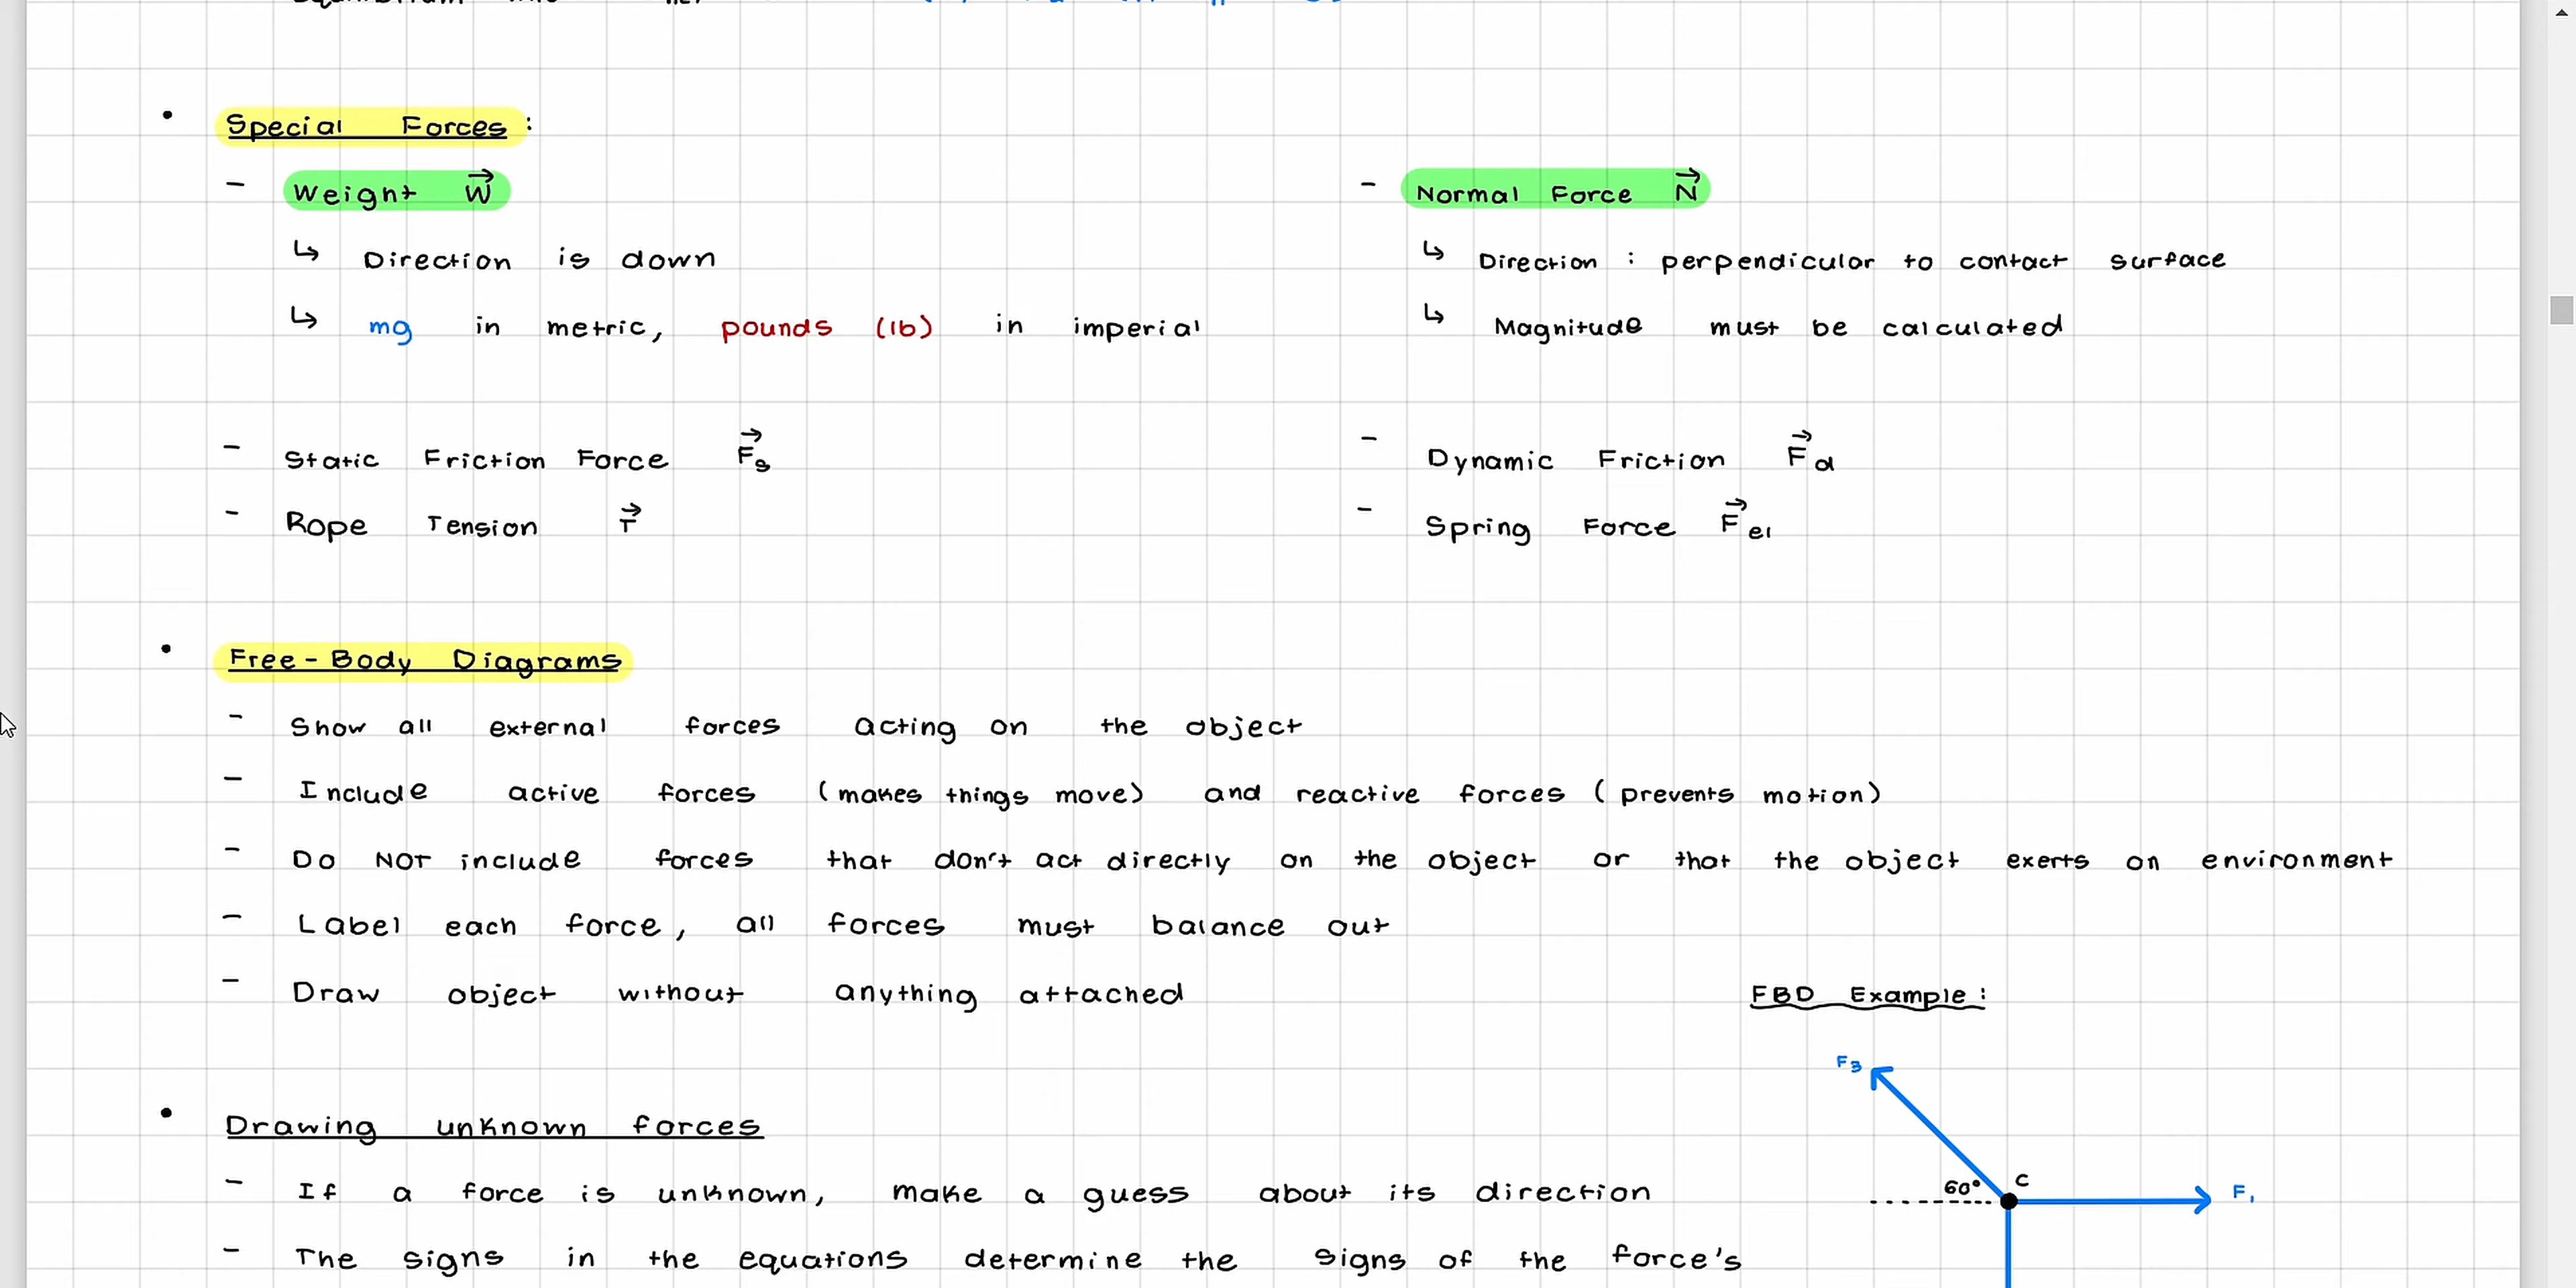 • Special Forces :
- Weight W⃗
↳ Direction is down
↳ mg in metric, pounds (lb) in imperial
- Normal Force N⃗
↳ Direction : perpendicular to contact surface
↳ Magnitude must be calculated
- Static Friction Force F⃗s
- Rope Tension T⃗
- Dynamic Friction F⃗d
- Spring Force F⃗el
• Free-Body Diagrams
- Show all external forces acting on the object
- Include active forces (makes things move) and reactive forces (prevents motion)
- Do NOT include forces that don't act directly on the object or that the object exerts on environment
- Label each force, all forces must balance out
- Draw object without anything attached
FBD Example :
F3
60°
C
F1
• Drawing unknown forces
- If a force is unknown, make a guess about its direction
- The signs in the equations determine the signs of the force's